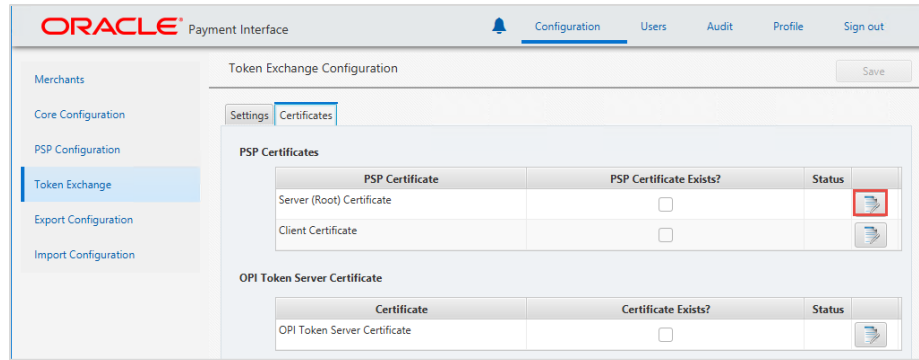 ORACLE® Payment Interface
Configuration Users Audit Profile Sign out
Merchants
Core Configuration
PSP Configuration
Token Exchange
Export Configuration
Import Configuration
Token Exchange Configuration
Save
Settings Certificates
PSP Certificates
PSP Certificate PSP Certificate Exists? Status
Server (Root) Certificate
Client Certificate
OPI Token Server Certificate
Certificate Certificate Exists? Status
OPI Token Server Certificate